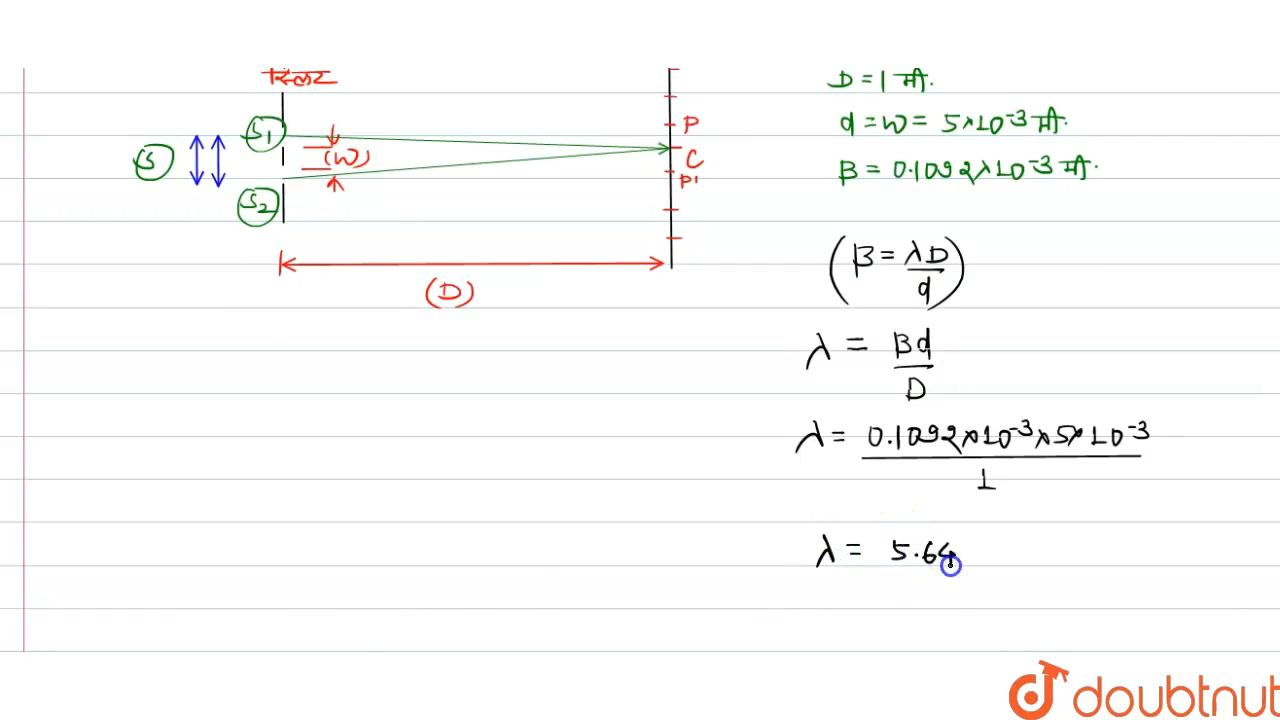 स्लिट
D = 1 मी.
S₁
P
d = W = 5×10⁻³ मी.
S
(W)
C
β = 0.1092×10⁻³ मी.
P'
S₂
(β = λD/d)
(D)
λ = βd/D
λ = 0.1092×10⁻³×5×10⁻³/1
λ = 5.64
doubtnut